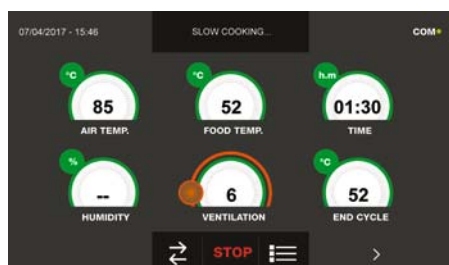 07/04/2017 - 15:46
SLOW COOKING...
COM
°C
°C
h.m
85
52
01:30
AIR TEMP.
FOOD TEMP.
TIME
%
°C
--
6
52
HUMIDITY
VENTILATION
END CYCLE
STOP